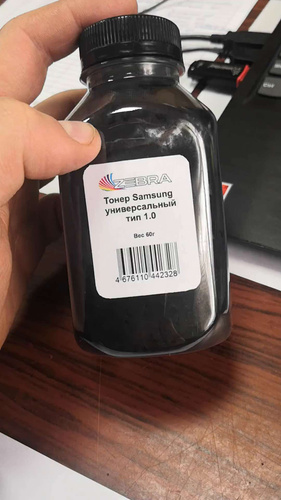 ZEBRA
Тонер Samsung
универсальный
тип 1.0
Вес 60г
4 676110 442328